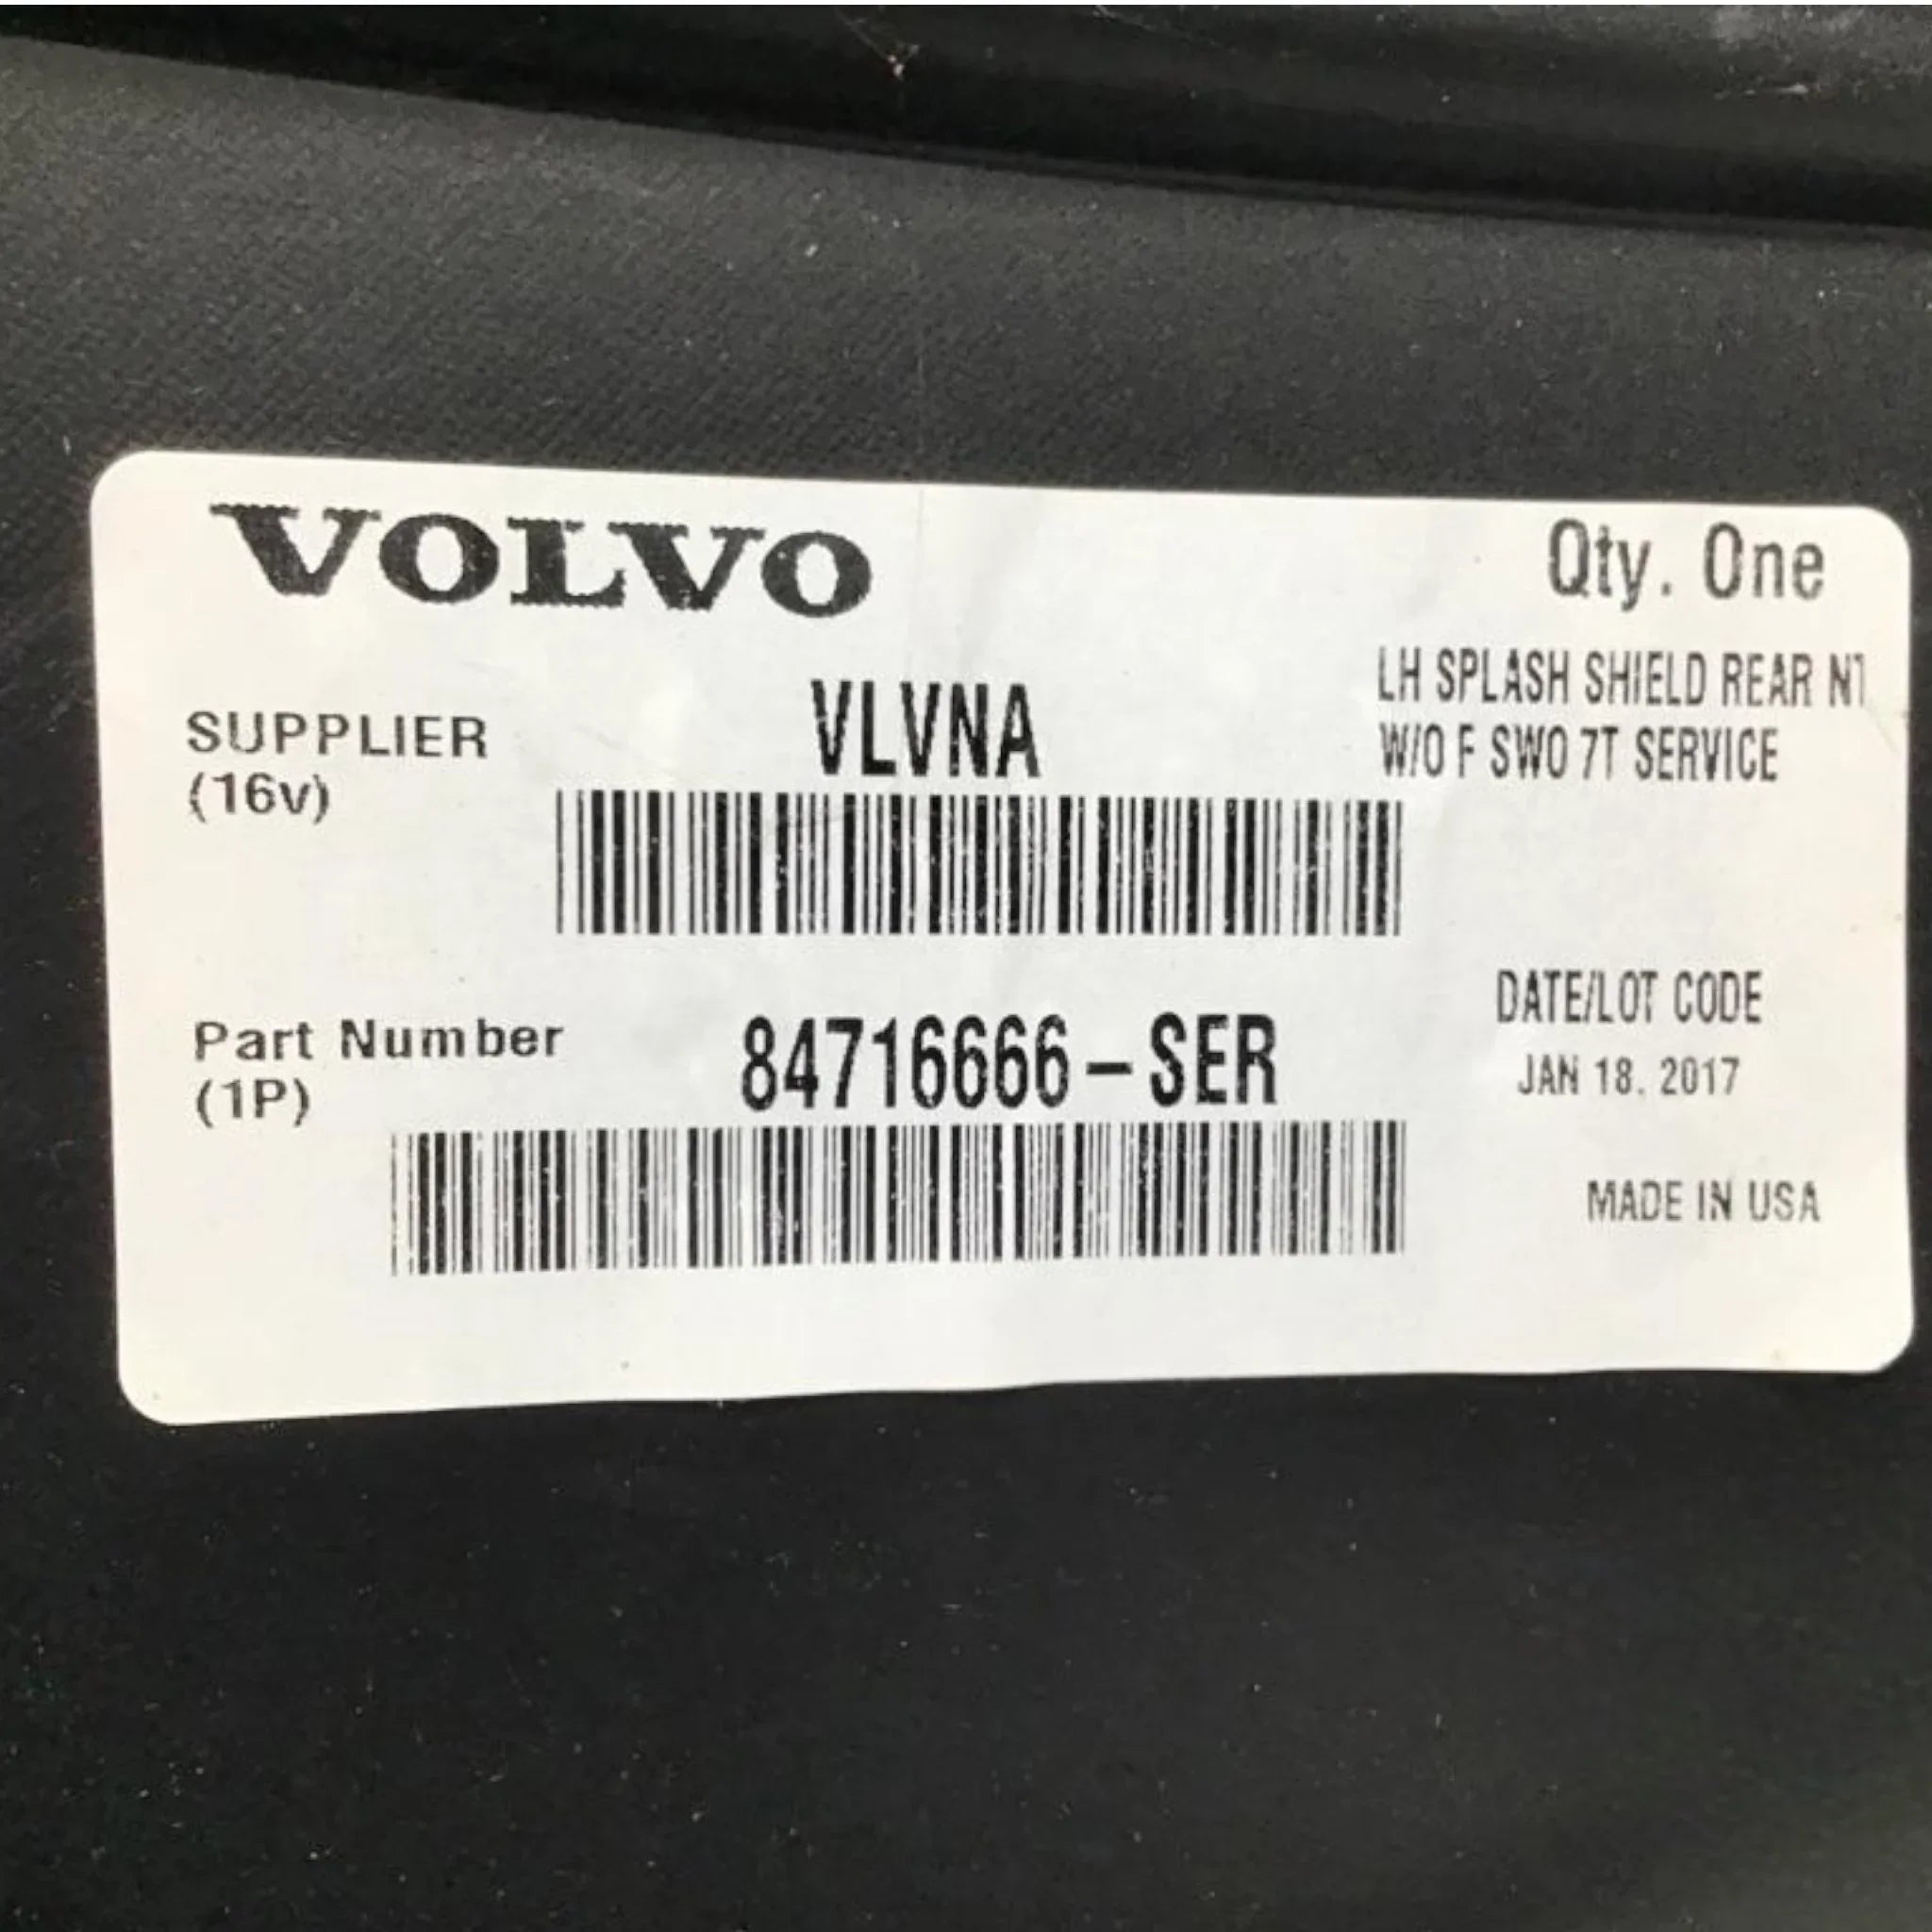 VOLVO
Qty. One
LH SPLASH SHIELD REAR
W/O F SWO 7T SERVICE
SUPPLIER
(16v)
VLVNA
Part Number
(1P)
84716666-SER
DATE/LOT CODE
JAN 18. 2017
MADE IN USA